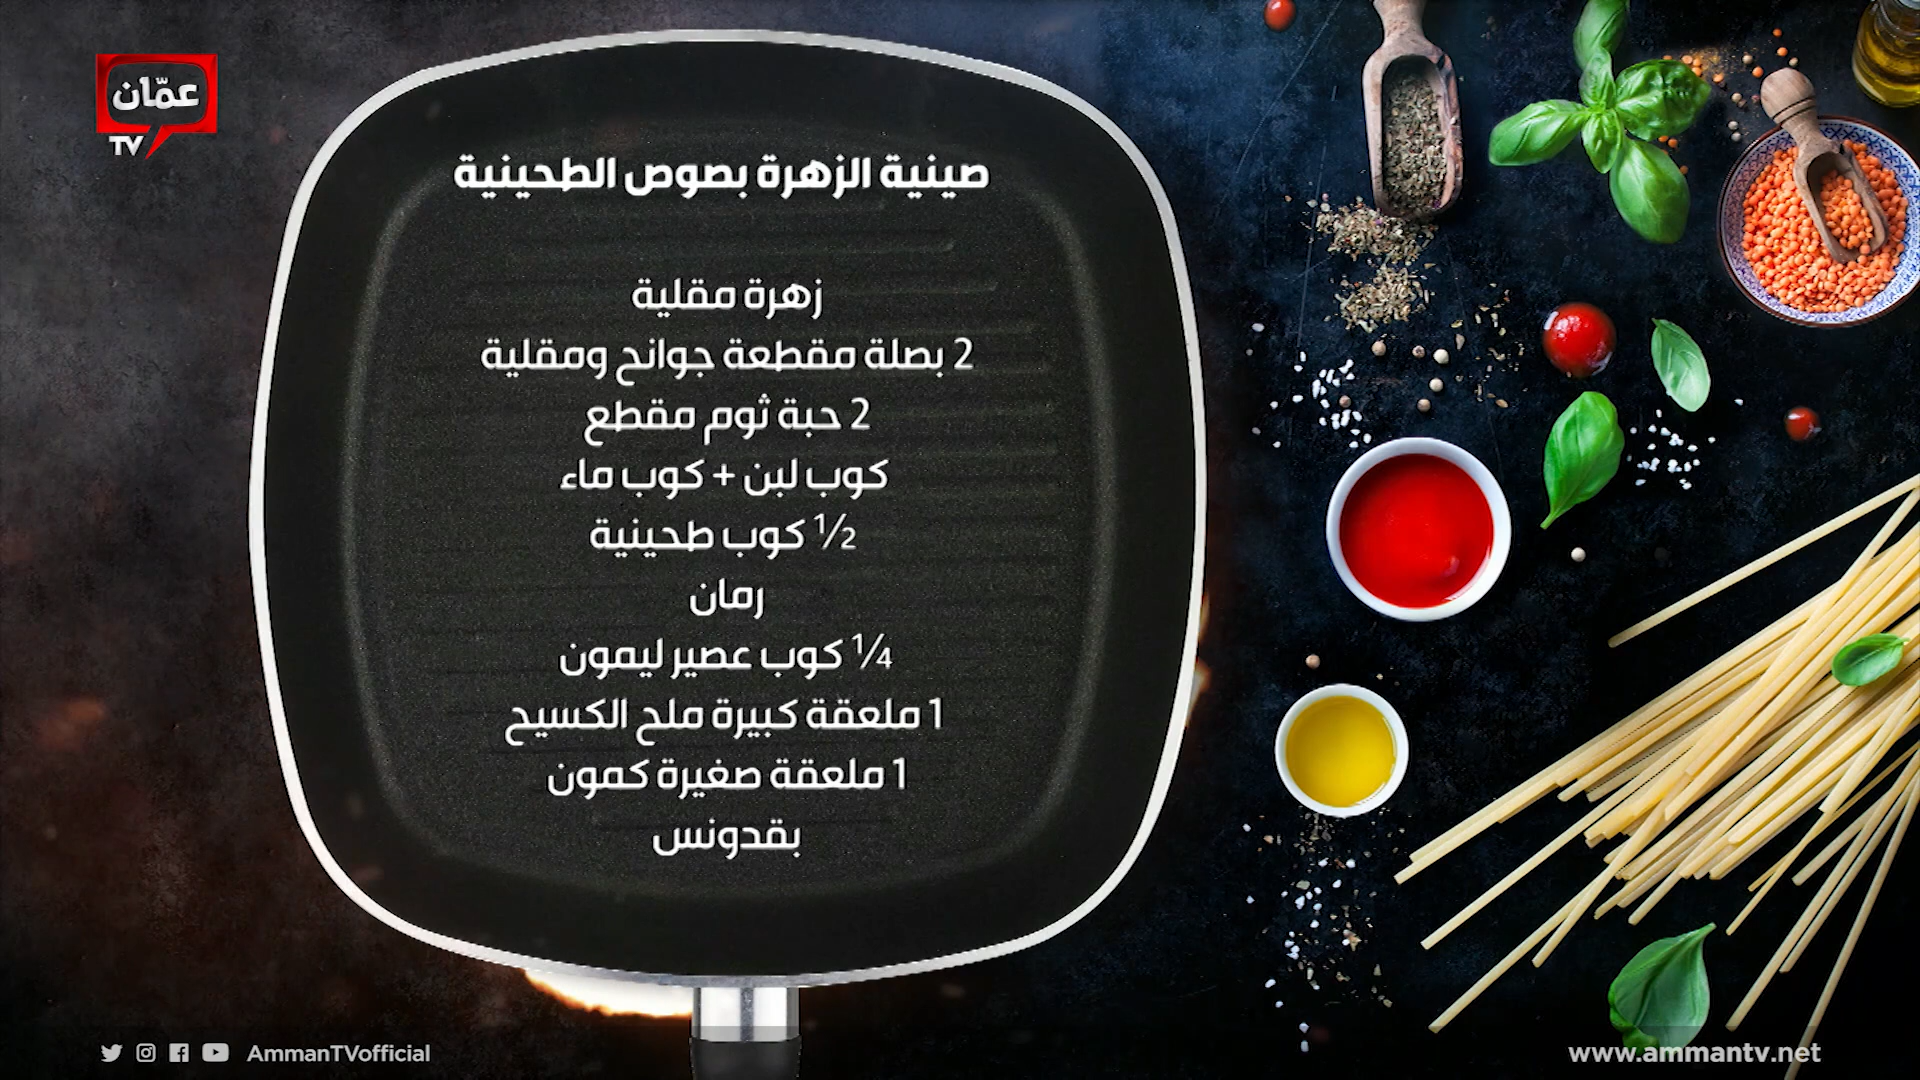 عمّان
TV
صينية الزهرة بصوص الطحينية
زهرة مقلية
2 بصلة مقطعة جوانح ومقلية
2 حبة ثوم مقطع
كوب لبن + كوب ماء
½ كوب طحينية
رمان
¼ كوب عصير ليمون
1 ملعقة كبيرة ملح الكسيح
1 ملعقة صغيرة كمون
بقدونس
AmmanTVofficial
www.ammantv.net